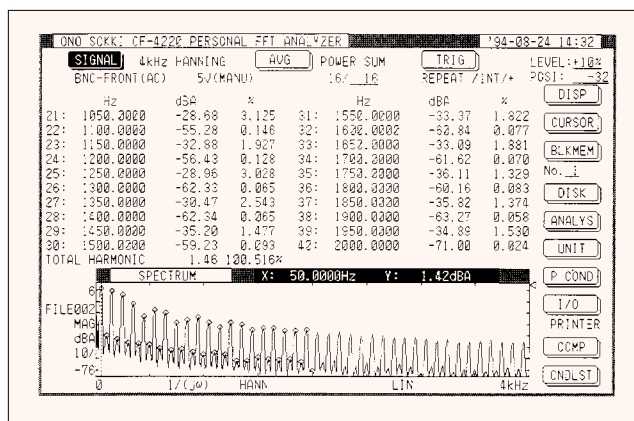 ONO SOKKI CF-4220 PERSONAL FFT ANALYZER '94-08-24 14:32
SIGNAL 4kHz HANNING AVG POWER SUM TRIG LEVEL:+10%
BNC-FRONT(AC) 5V(MANU) 16/ 16 REPEAT /INT/+ POSI: -32
Hz dBA % Hz dBA % DISP
21: 1050.0000 -28.68 3.125 31: 1550.0000 -33.37 1.822
22: 1100.0000 -55.28 0.146 32: 1600.0000 -60.84 0.077 CURSOR
23: 1150.0000 -32.88 1.927 33: 1650.0000 -33.09 1.881
24: 1200.0000 -56.43 0.128 34: 1700.0000 -61.62 0.070 BLKMEM
25: 1250.0000 -28.96 3.028 35: 1750.0000 -36.11 1.329 No. 1
26: 1300.0000 -62.33 0.065 36: 1800.0000 -60.16 0.083 DISK
27: 1350.0000 -30.47 2.543 37: 1850.0000 -35.82 1.374
28: 1400.0000 -62.34 0.065 38: 1900.0000 -63.27 0.058 ANALYS
29: 1450.0000 -35.20 1.477 39: 1950.0000 -34.89 1.530
30: 1500.0000 -59.23 0.093 42: 2000.0000 -71.00 0.024 UNIT
TOTAL HARMONIC 1.46 100.516%
SPECTRUM X: 50.0000Hz Y: 1.42dBA P COND
6
FILE002 I/O
MAG PRINTER
dBA
10/ COMP
-76
0 1/(jω) HANN LIN 4kHz CNDLST